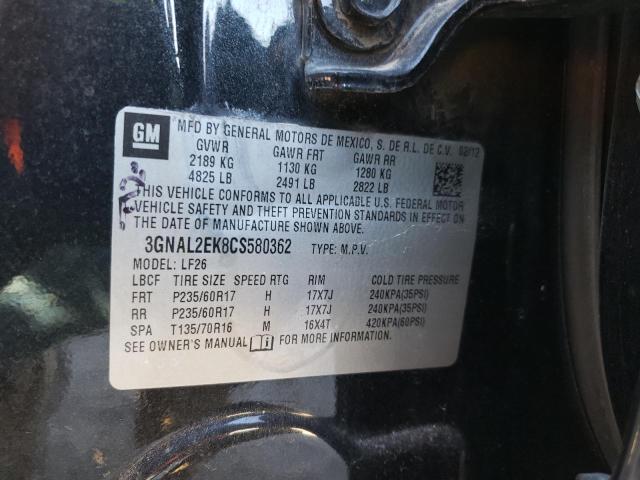 GM
MFD BY GENERAL MOTORS DE MEXICO, S. DE R.L. DE C.V. 02/12
GVWR GAWR FRT GAWR RR
2189 KG 1130 KG 1280 KG
4825 LB 2491 LB 2822 LB
THIS VEHICLE CONFORMS TO ALL APPLICABLE U.S. FEDERAL MOTOR
VEHICLE SAFETY AND THEFT PREVENTION STANDARDS IN EFFECT ON
THE DATE OF MANUFACTURE SHOWN ABOVE.
3GNAL2EK8CS580362 TYPE: M.P.V.
MODEL: LF26
LBCF TIRE SIZE SPEED RTG RIM COLD TIRE PRESSURE
FRT P235/60R17 H 17X7J 240KPA(35PSI)
RR P235/60R17 H 17X7J 240KPA(35PSI)
SPA T135/70R16 M 16X4T 420KPA(60PSI)
SEE OWNER'S MANUAL FOR MORE INFORMATION